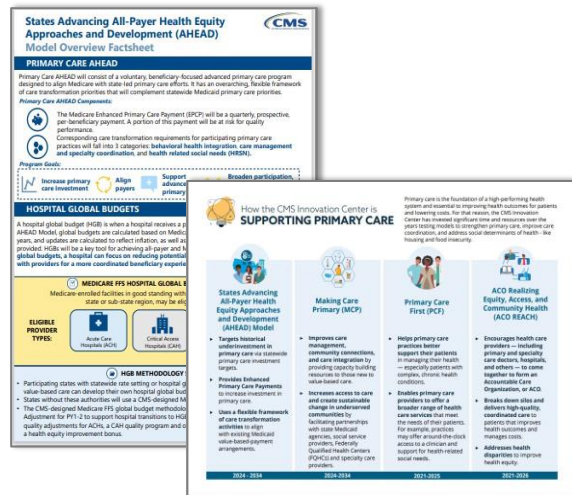 States Advancing All-Payer Health Equity
Approaches and Development (AHEAD)
Model Overview Factsheet
CMS
PRIMARY CARE AHEAD
Primary Care AHEAD will consist of a voluntary, beneficiary-focused advanced primary care program
designed to align Medicare with state-led primary care efforts. It has an overarching, flexible framework
of care transformation priorities that will complement statewide Medicaid primary care priorities.
Primary Care AHEAD Components:
The Medicare Enhanced Primary Care Payment (EPCP) will be a quarterly, prospective,
per-beneficiary payment. A portion of this payment will be at risk for quality
performance.
Corresponding care transformation requirements for participating primary care
practices will fall into 3 categories: behavioral health integration, care management
and specialty coordination, and health related social needs (HRSN).
Program Goals:
Increase primary
care investment
Align
payers
Support
advanc
primary
Broaden participation,
HOSPITAL GLOBAL BUDGETS
A hospital global budget (HGB) is when a hospital receives a p
AHEAD Model, global budgets are calculated based on Medicare
years, and updates are calculated to reflect inflation, as well as
provided. HGBs will be a key tool for achieving all-payer and M
global budgets, a hospital can focus on reducing potential
with providers for a more coordinated beneficiary experie
MEDICARE FFS HOSPITAL GLOBAL B
Medicare-enrolled facilities in good standing with
state or sub-state region, may be elig
ELIGIBLE
PROVIDER
TYPES:
Acute Care
Hospitals (ACH)
Critical Access
Hospitals (CAH)
HGB METHODOLOGY
Participating states with statewide rate setting or hospital g
value-based care can develop their own hospital global bud
States without these authorities will use a CMS-designed M
The CMS-designed Medicare FFS global budget methodolo
Adjustment for PY1-2 to support hospital transitions to HGB
quality adjustments for ACHs, a CAH quality program and o
a health equity improvement bonus.
How the CMS Innovation Center is
SUPPORTING PRIMARY CARE
Primary care is the foundation of a high-performing health
system and essential to improving health outcomes for patients
and lowering costs. For that reason, the CMS Innovation
Center has invested significant time and resources over the
years testing models to strengthen primary care, improve care
coordination, and address social determinants of health - like
housing and food insecurity.
States Advancing
All-Payer Health Equity
Approaches
and Development
(AHEAD) Model
Targets historical
underinvestment in
primary care via statewide
primary care investment
targets.
Provides Enhanced
Primary Care Payments
to increase investment in
primary care.
Uses a flexible framework
of care transformation
activities to align
with existing Medicaid
value-based-payment
arrangements.
2024 - 2034
Making Care
Primary (MCP)
Improves care
management,
community connections,
and care integration by
providing capacity building
resources to those new to
value-based care.
Increases access to care
and create sustainable
change in underserved
communities by
facilitating partnerships
with state Medicaid
agencies, social service
providers, Federally
Qualified Health Centers
(FQHCs) and specialty care
providers.
2024-2034
Primary Care
First (PCF)
Helps primary care
practices better
support their patients
in managing their health
— especially patients with
complex, chronic health
conditions.
Enables primary care
providers to offer a
broader range of health
care services that meet
the needs of their patients.
For example, practices
may offer around-the-clock
access to a clinician and
support for health-related
social needs.
2021-2025
ACO Realizing
Equity, Access, and
Community Health
(ACO REACH)
Encourages health care
providers — including
primary and specialty
care doctors, hospitals,
and others — to come
together to form an
Accountable Care
Organization, or ACO.
Breaks down silos and
delivers high-quality,
coordinated care to
patients that improves
health outcomes and
manages costs.
Addresses health
disparities to improve
health equity.
2021-2026